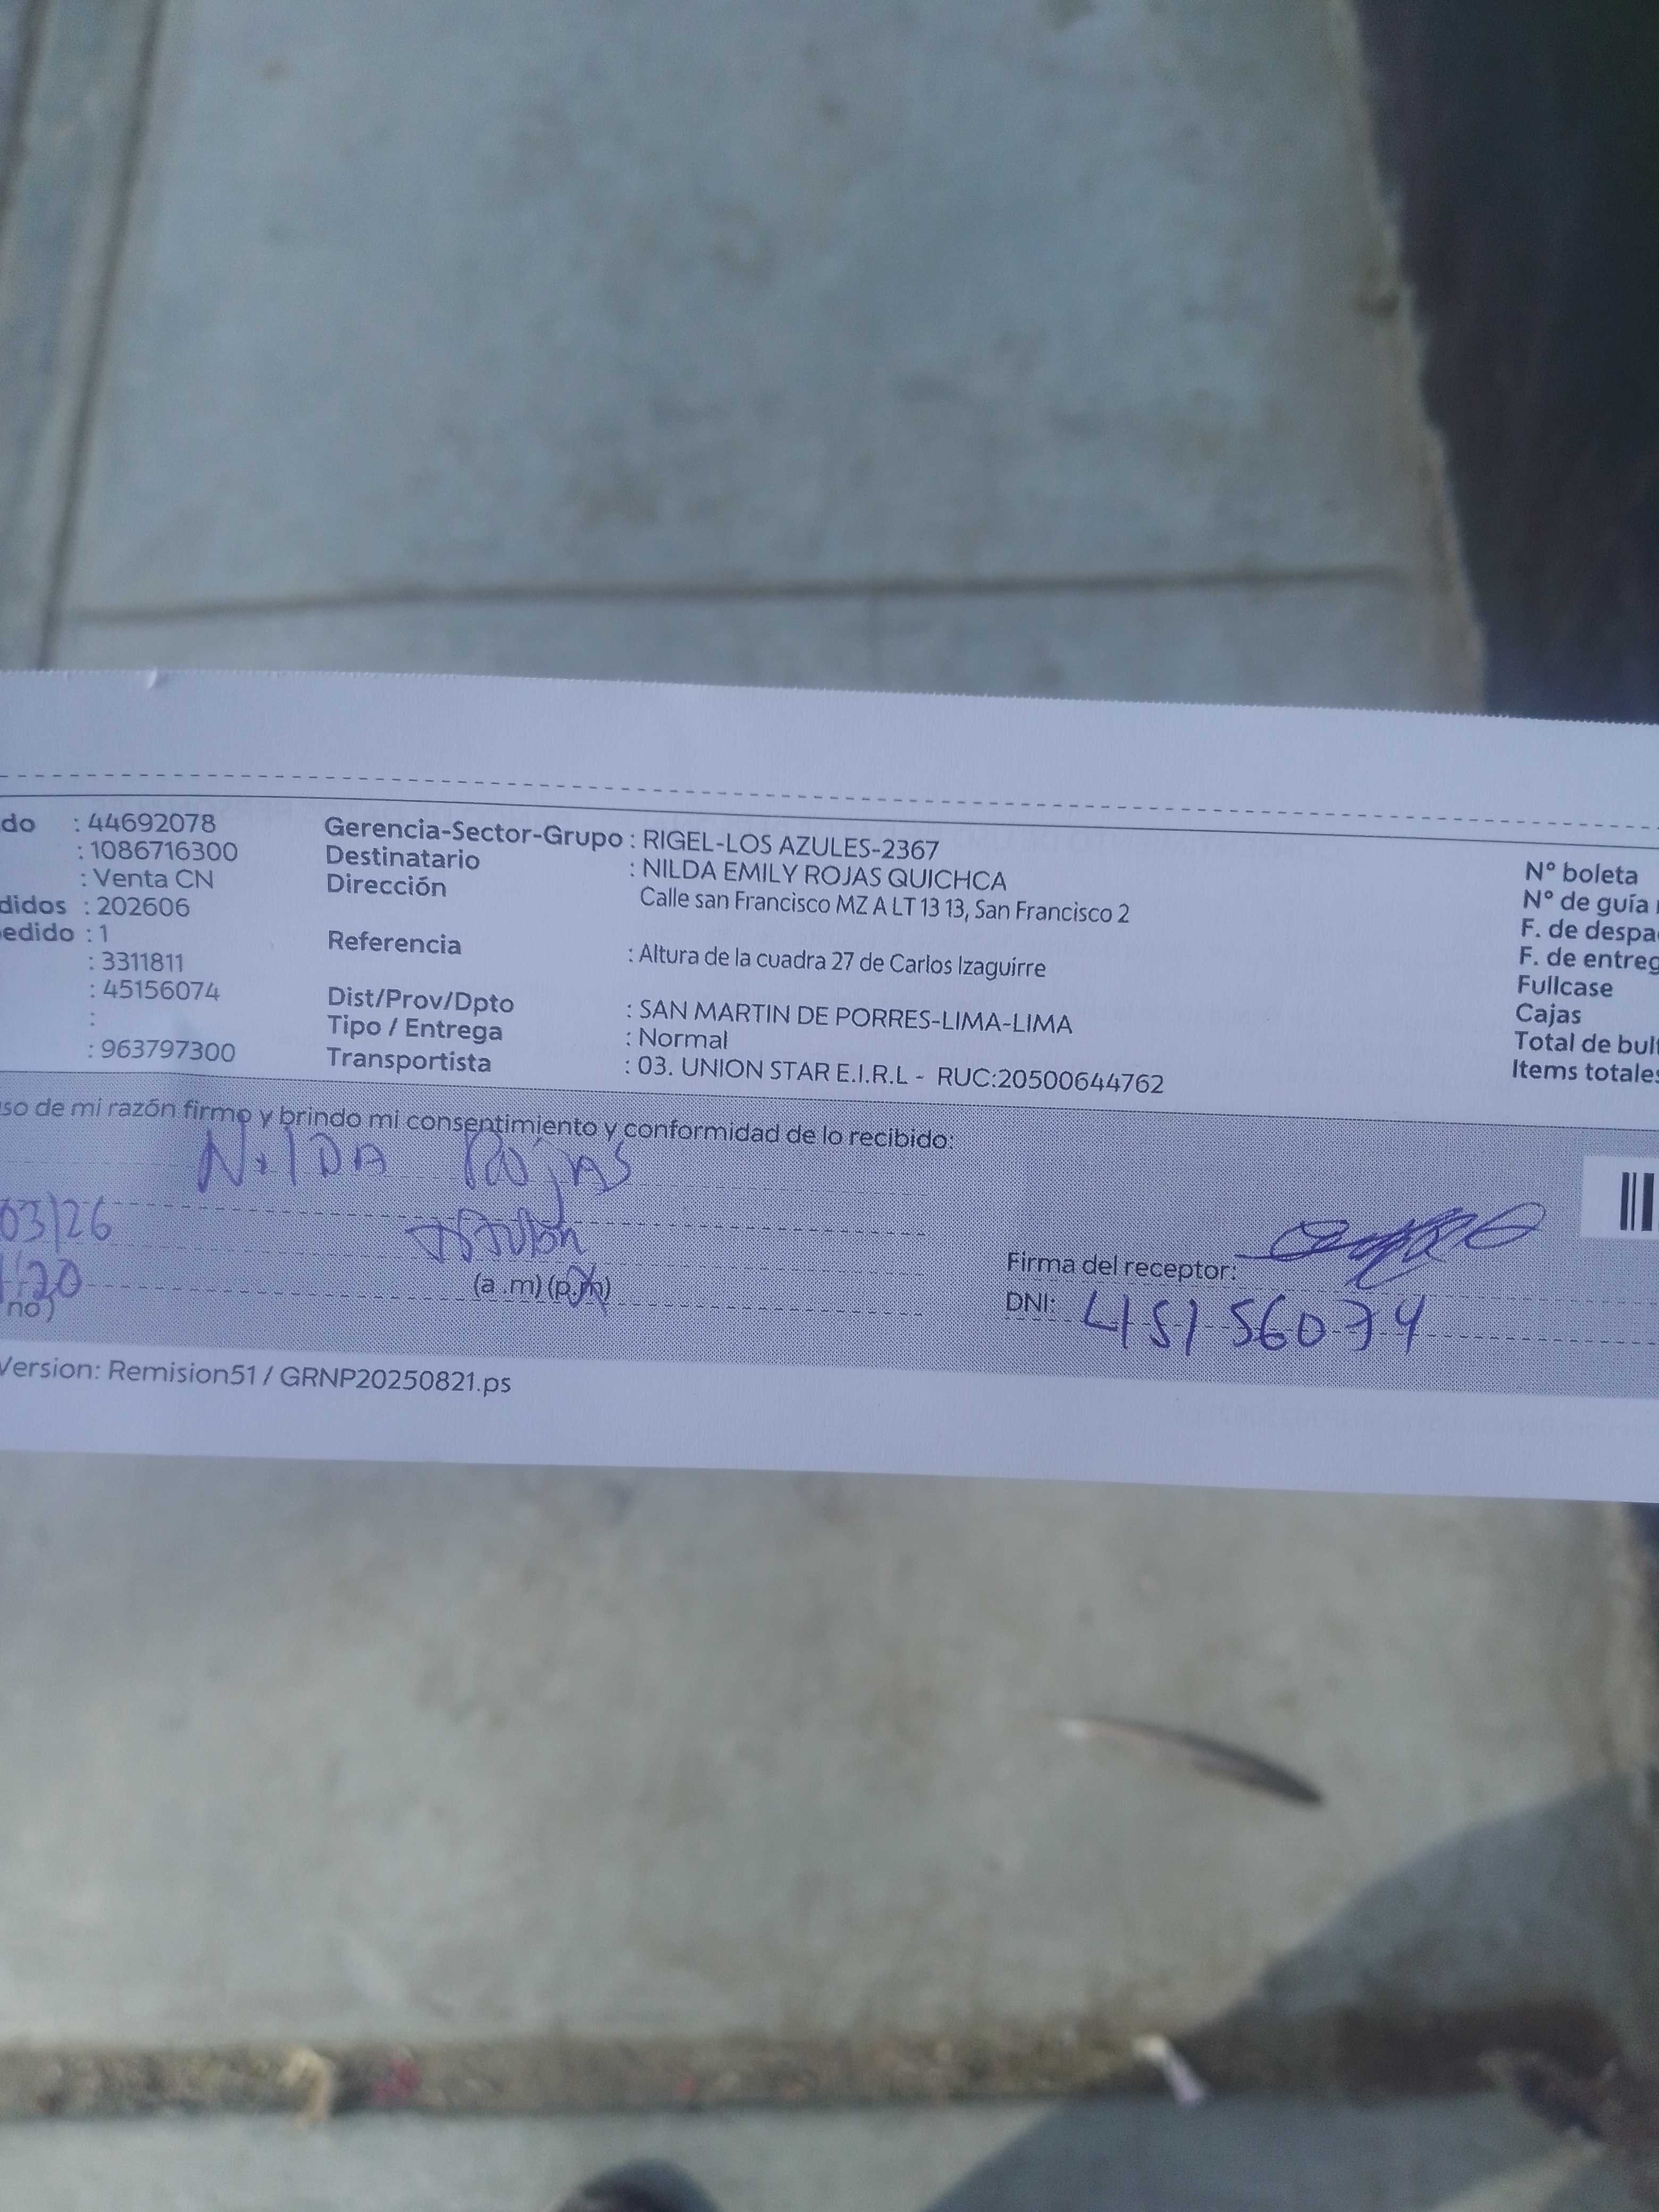 do : 44692078
: 1086716300
: Venta CN
didos : 202606
edido : 1
: 3311811
: 45156074
:
: 963797300
Gerencia-Sector-Grupo : RIGEL-LOS AZULES-2367
Destinatario : NILDA EMILY ROJAS QUICHCA
Dirección Calle san Francisco MZ A LT 13 13, San Francisco 2
Referencia : Altura de la cuadra 27 de Carlos Izaguirre
Dist/Prov/Dpto : SAN MARTIN DE PORRES-LIMA-LIMA
Tipo / Entrega : Normal
Transportista : 03. UNION STAR E.I.R.L - RUC:20500644762
Nº boleta
Nº de guía
F. de despa
F. de entreg
Fullcase
Cajas
Total de bul
Items totales
so de mi razón firmo y brindo mi consentimiento y conformidad de lo recibido:
NilDA Rojas
03/26
:20 (a.m)(p.m)
no)
Firma del receptor:
DNI: 45156074
Version: Remision51 / GRNP20250821.ps